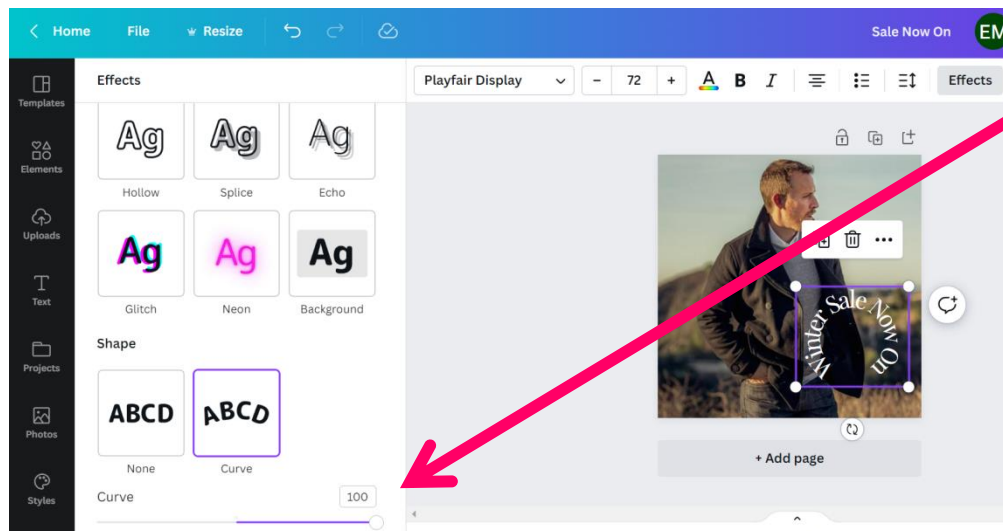 Home File Resize Sale Now On EM
Effects
Playfair Display - 72 + A B I Effects
Templates
Elements
Uploads
Text
Projects
Photos
Styles
Ag Ag Ag
Hollow Splice Echo
Ag Ag Ag
Glitch Neon Background
Shape
ABCD ABCD
None Curve
Curve 100
Winter Sale Now On
+ Add page